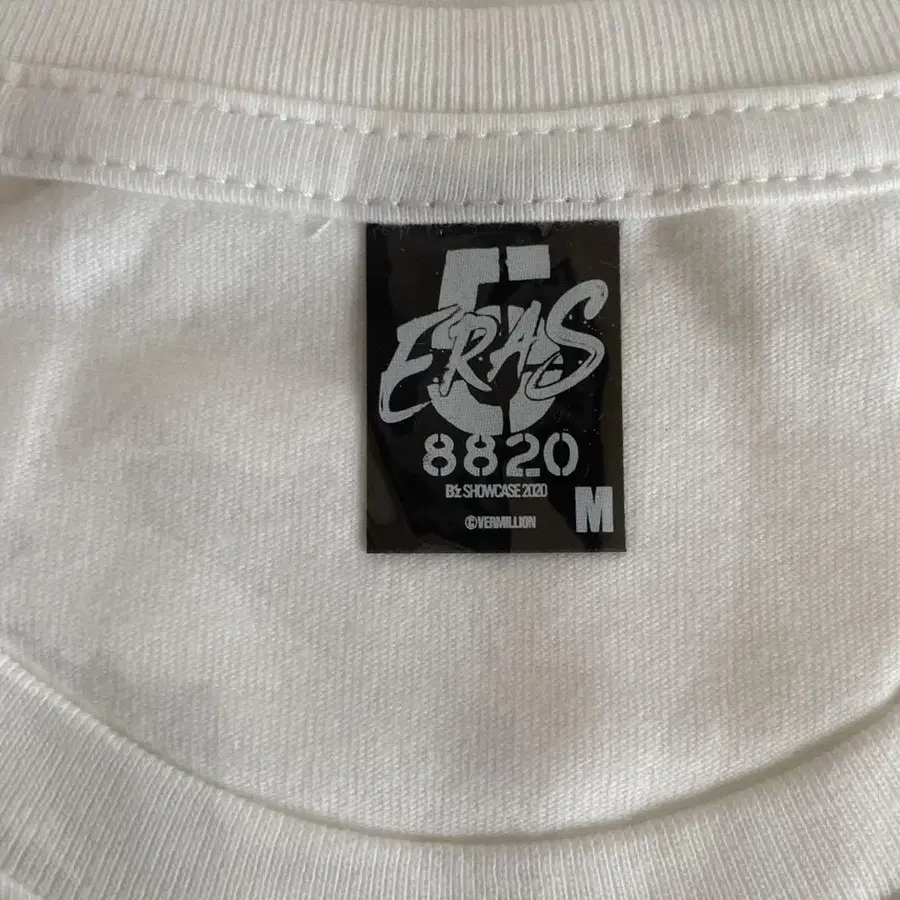 5
ERAS
8820
B'z SHOWCASE 2020
©VERMILLION
M